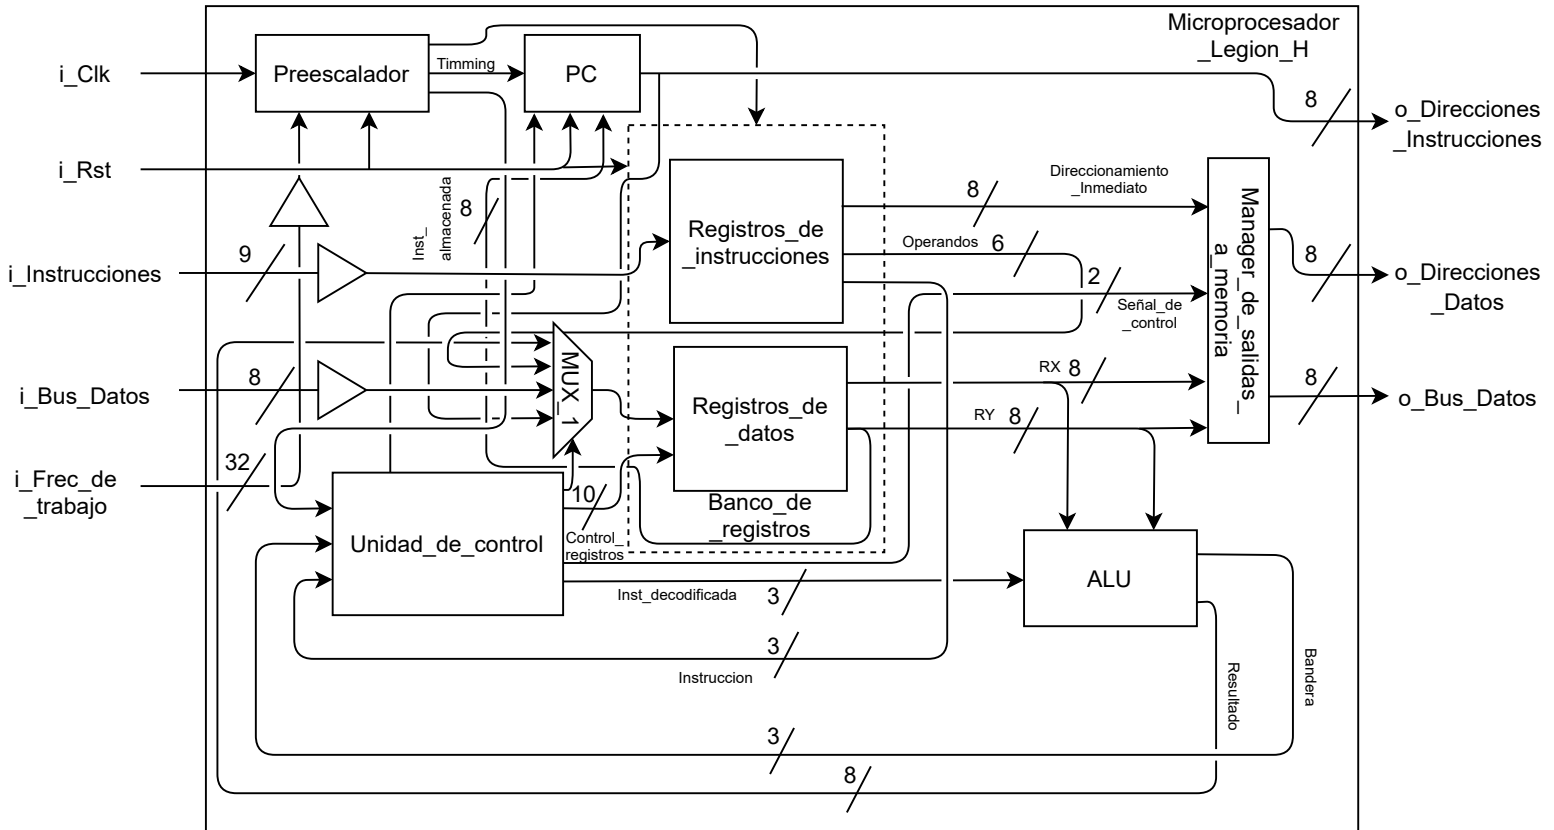 Microprocesador
_Legion_H
i_Clk
Preescalador
Timming
PC
8
o_Direcciones
_Instrucciones
i_Rst
Inst_
almacenada
8
Direccionamiento
_Inmediato
8
Registros_de
_instrucciones
Operandos
6
Manager_de_salidas_
a_memoria
i_Instrucciones
9
2
Señal_de
_control
8
o_Direcciones
_Datos
i_Bus_Datos
8
MUX_1
Registros_de
_datos
RX
8
RY
8
8
o_Bus_Datos
i_Frec_de
_trabajo
32
10
Banco_de
_registros
Unidad_de_control
Control_
registros
ALU
Inst_decodificada
3
3
Instruccion
Resultado
Bandera
3
8